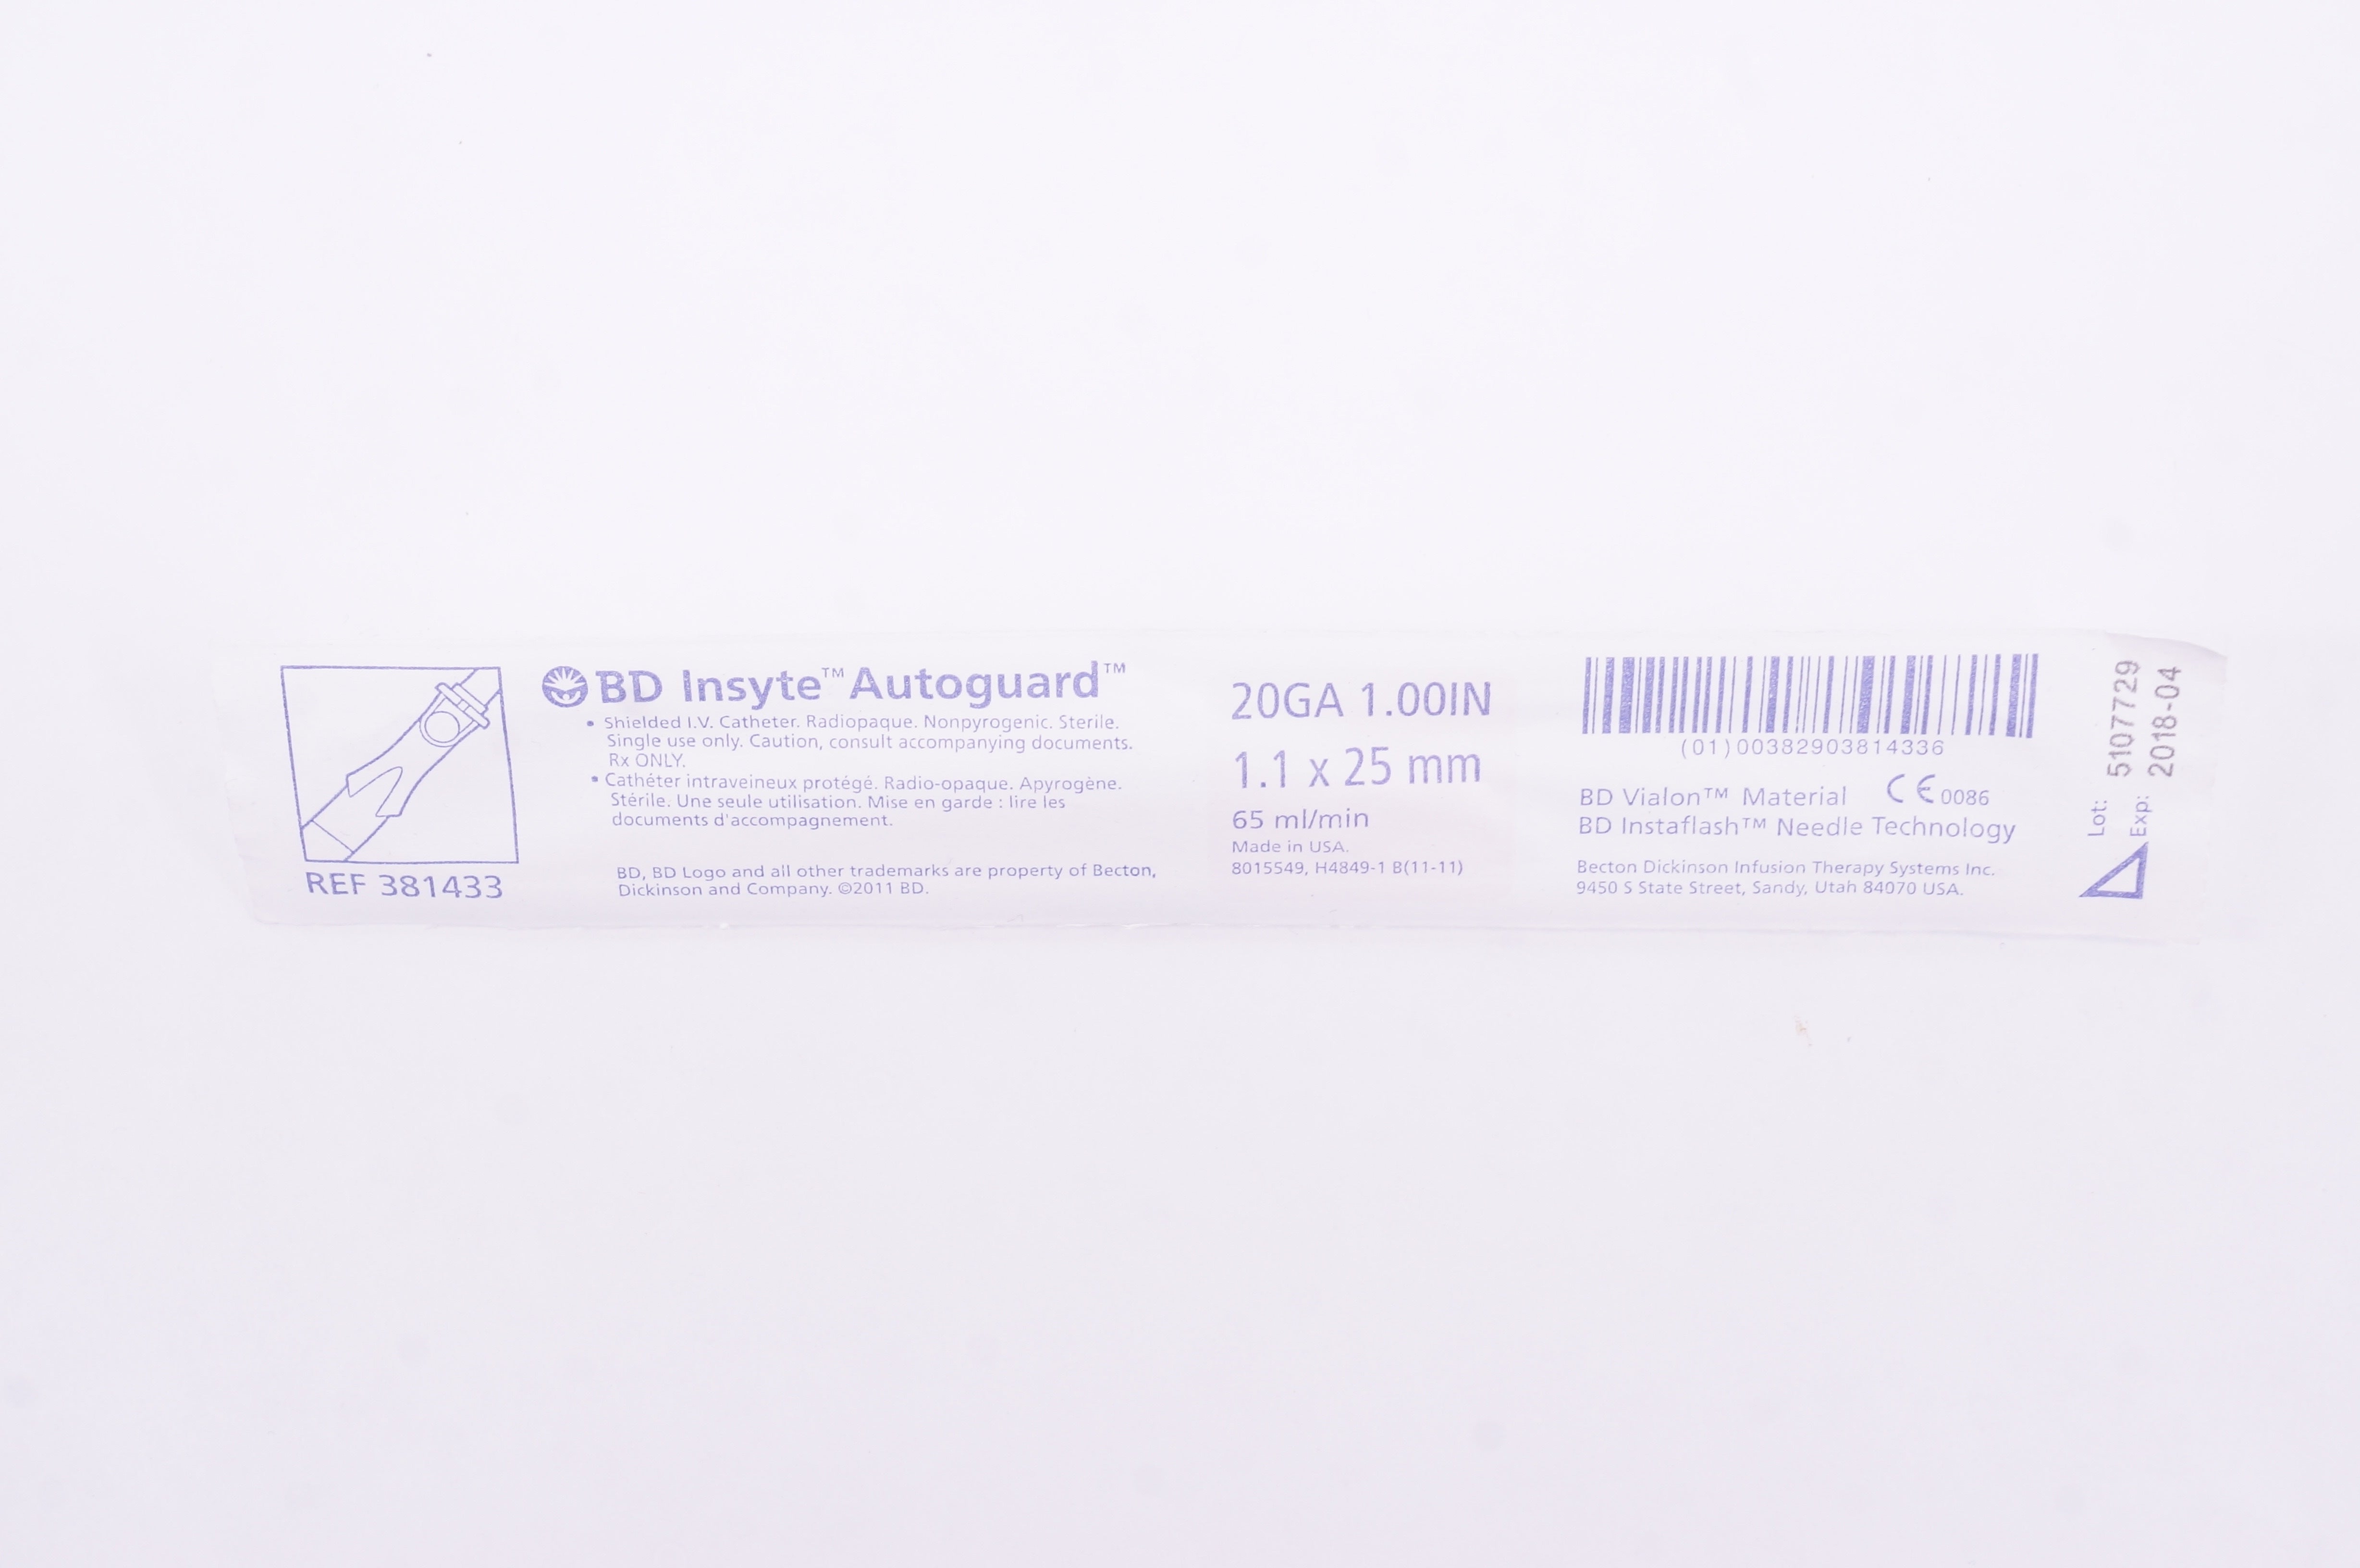 REF 381433
BD Insyte™ Autoguard™
• Shielded I.V. Catheter. Radiopaque. Nonpyrogenic. Sterile.
Single use only. Caution, consult accompanying documents.
Rx ONLY.
• Cathéter intraveineux protégé. Radio-opaque. Apyrogène.
Stérile. Une seule utilisation. Mise en garde : lire les
documents d'accompagnement.
BD, BD Logo and all other trademarks are property of Becton,
Dickinson and Company. ©2011 BD.
20GA 1.00IN
1.1 x 25 mm
65 ml/min
Made in USA.
8015549, H4849-1 B(11-11)
(01)00382903814336
BD Vialon™ Material CE 0086
BD Instaflash™ Needle Technology
Becton Dickinson Infusion Therapy Systems Inc.
9450 S State Street, Sandy, Utah 84070 USA.
Lot: 5107729
Exp: 2018-04